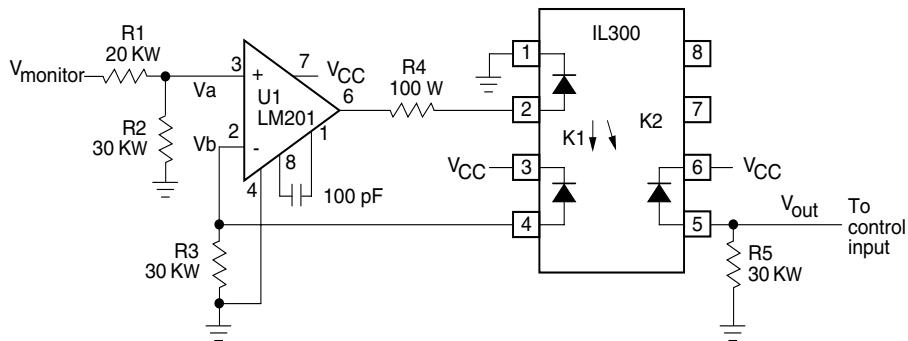 R1
20 KW
Vmonitor
Va
3
+
7
VCC
U1
LM201
6
R4
100 W
R2
30 KW
Vb
2
-
1
8
4
100 pF
R3
30 KW
IL300
1
2
3
4
8
7
6
5
K1
K2
VCC
VCC
Vout
To
control
input
R5
30 KW